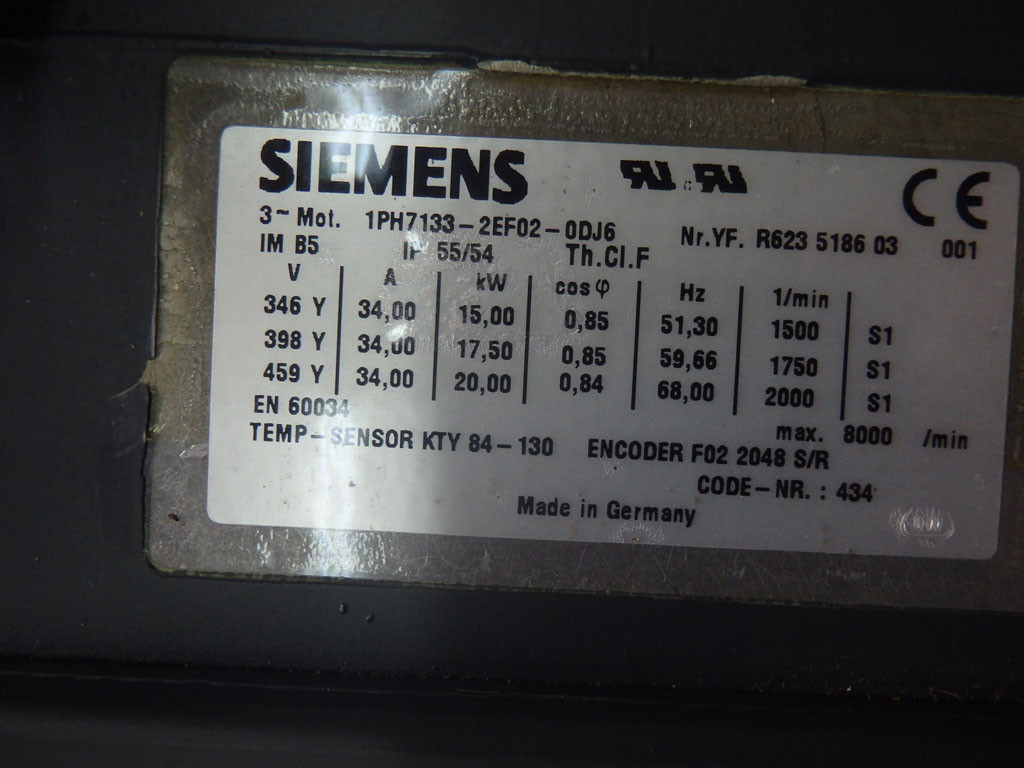 SIEMENS
3~Mot. 1PH7133-2EF02-0DJ6 Nr.YF. R623 5186 03 001
IM B5 IP 55/54 Th.Cl.F
V A kW cosφ Hz 1/min
346 Y 34,00 15,00 0,85 51,30 1500 S1
398 Y 34,00 17,50 0,85 59,66 1750 S1
459 Y 34,00 20,00 0,84 68,00 2000 S1
EN 60034 max. 8000 /min
TEMP-SENSOR KTY 84-130 ENCODER F02 2048 S/R
CODE-NR. : 434
Made in Germany